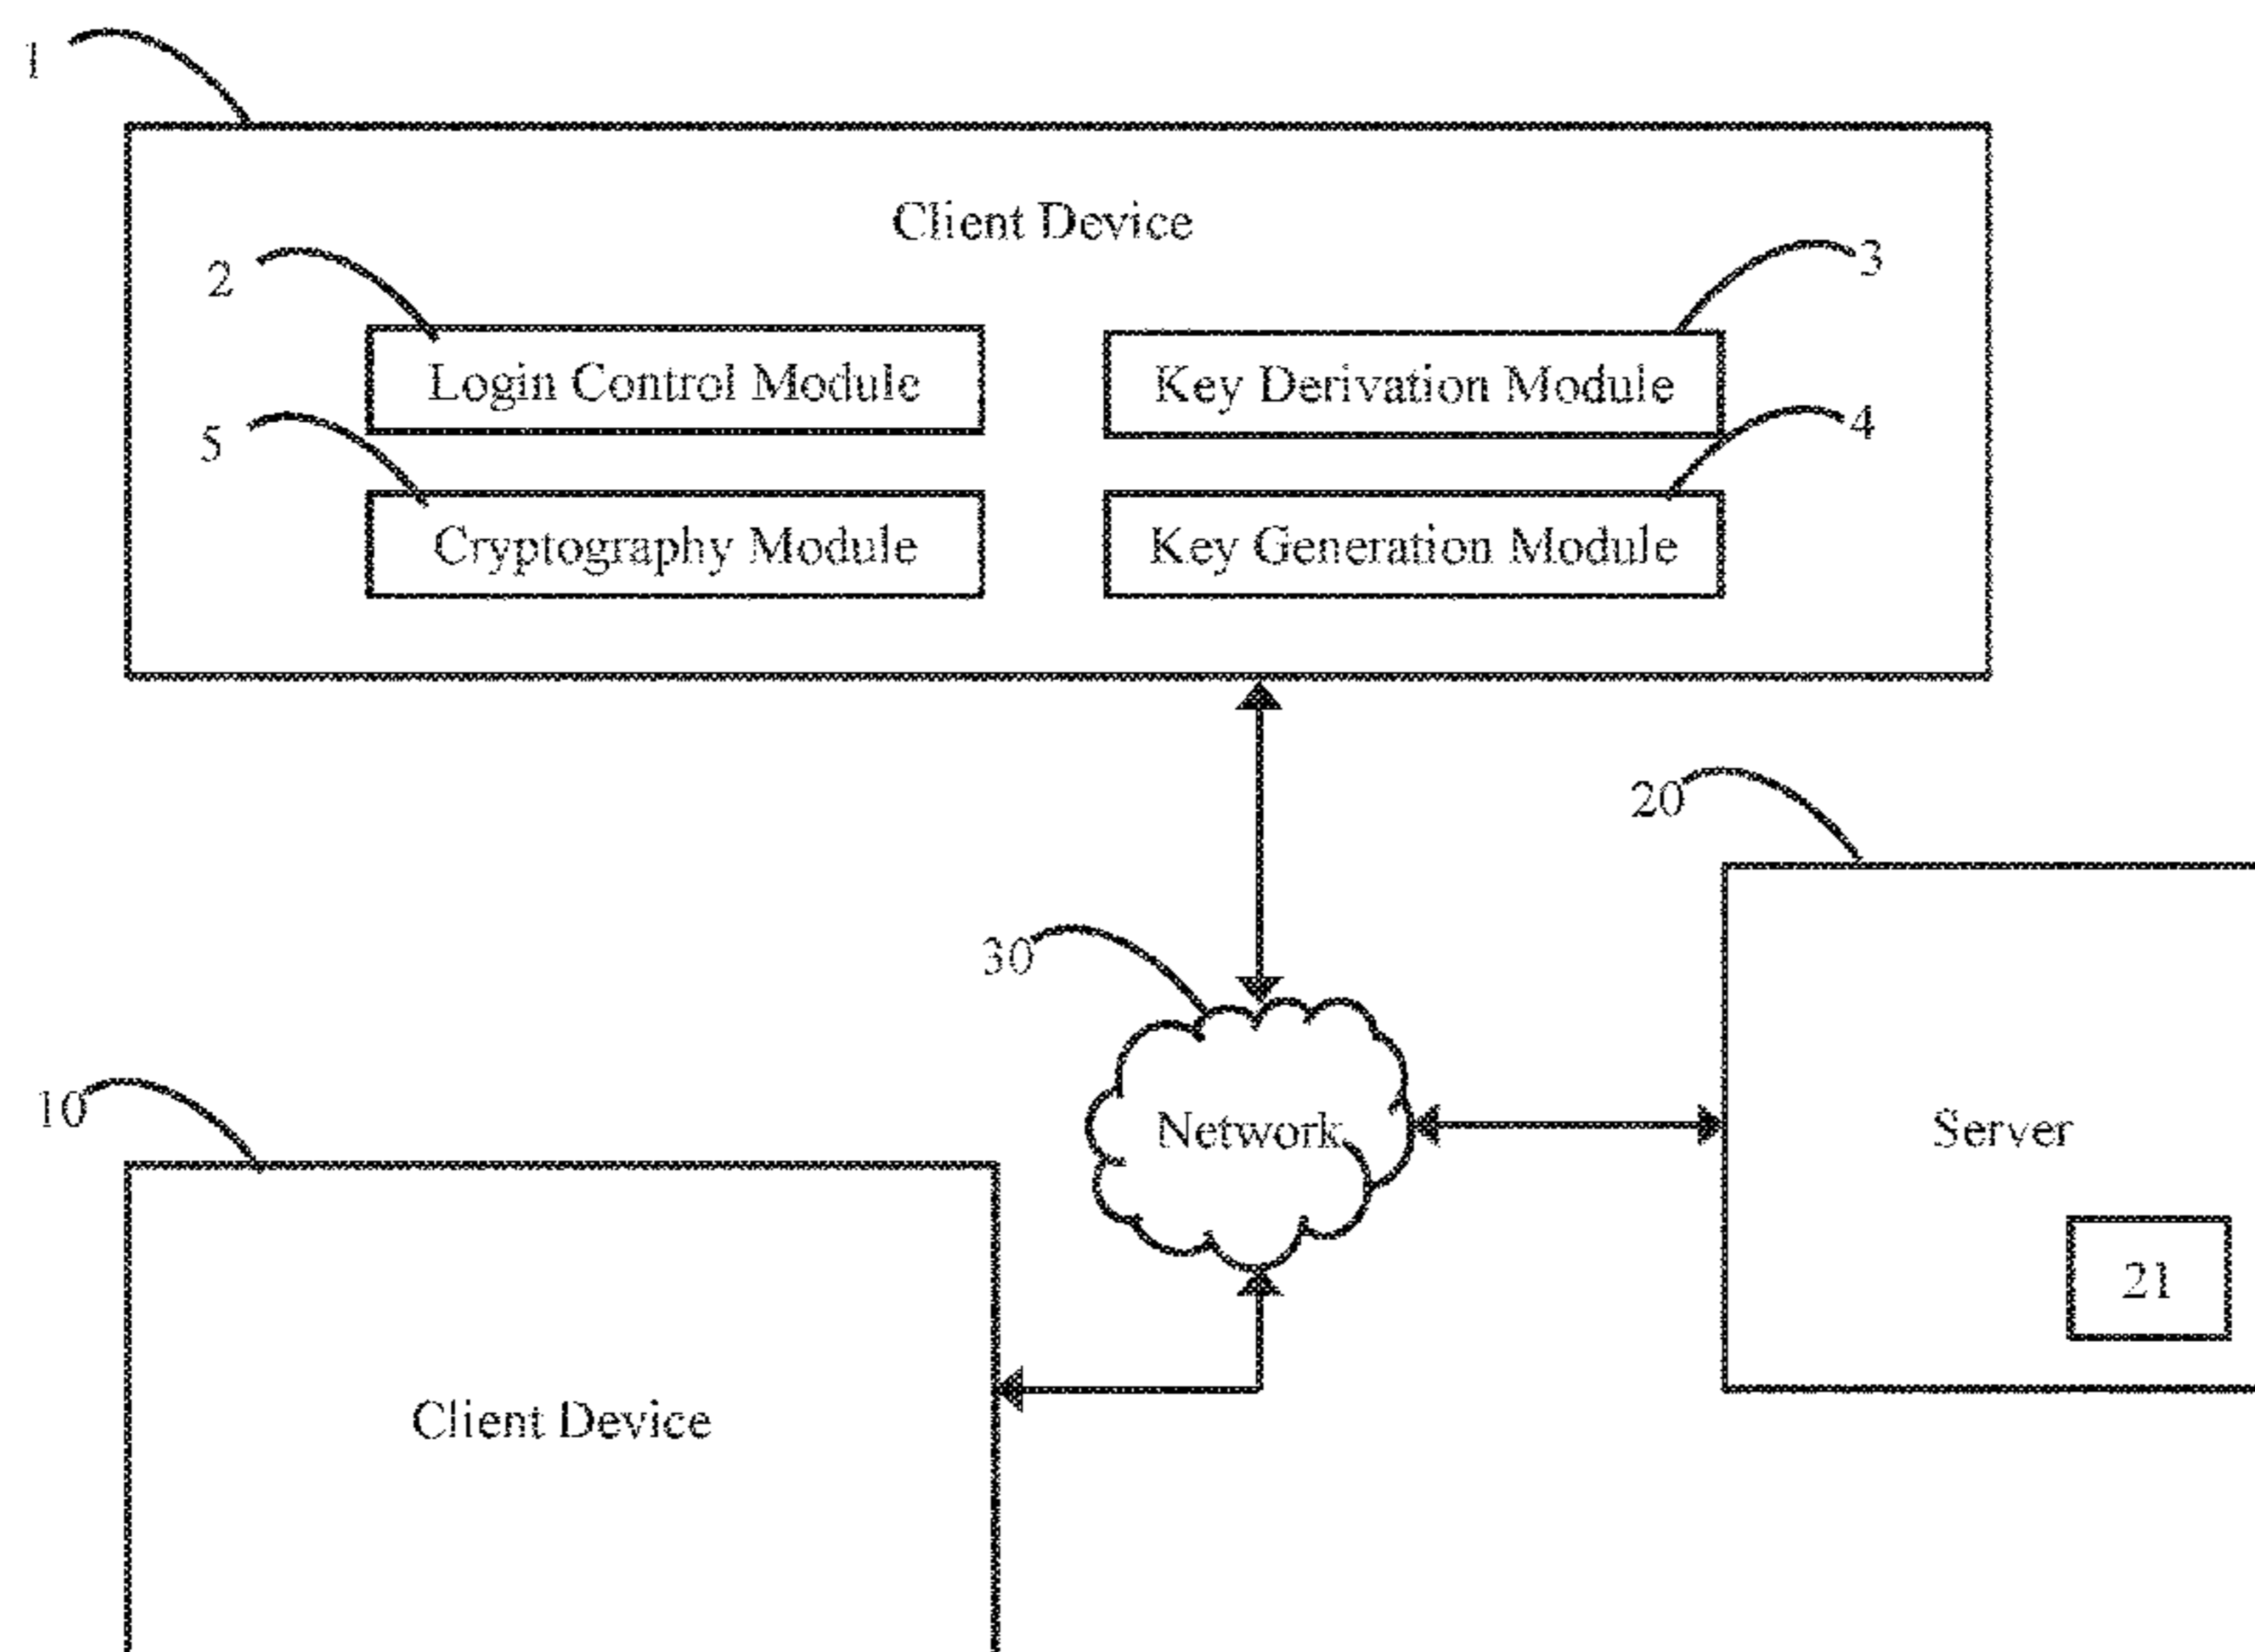 1
Client Device
2
3
Login Control Module
Key Derivation Module
5
4
Cryptography Module
Key Generation Module
20
30
10
Network
Server
21
Client Device